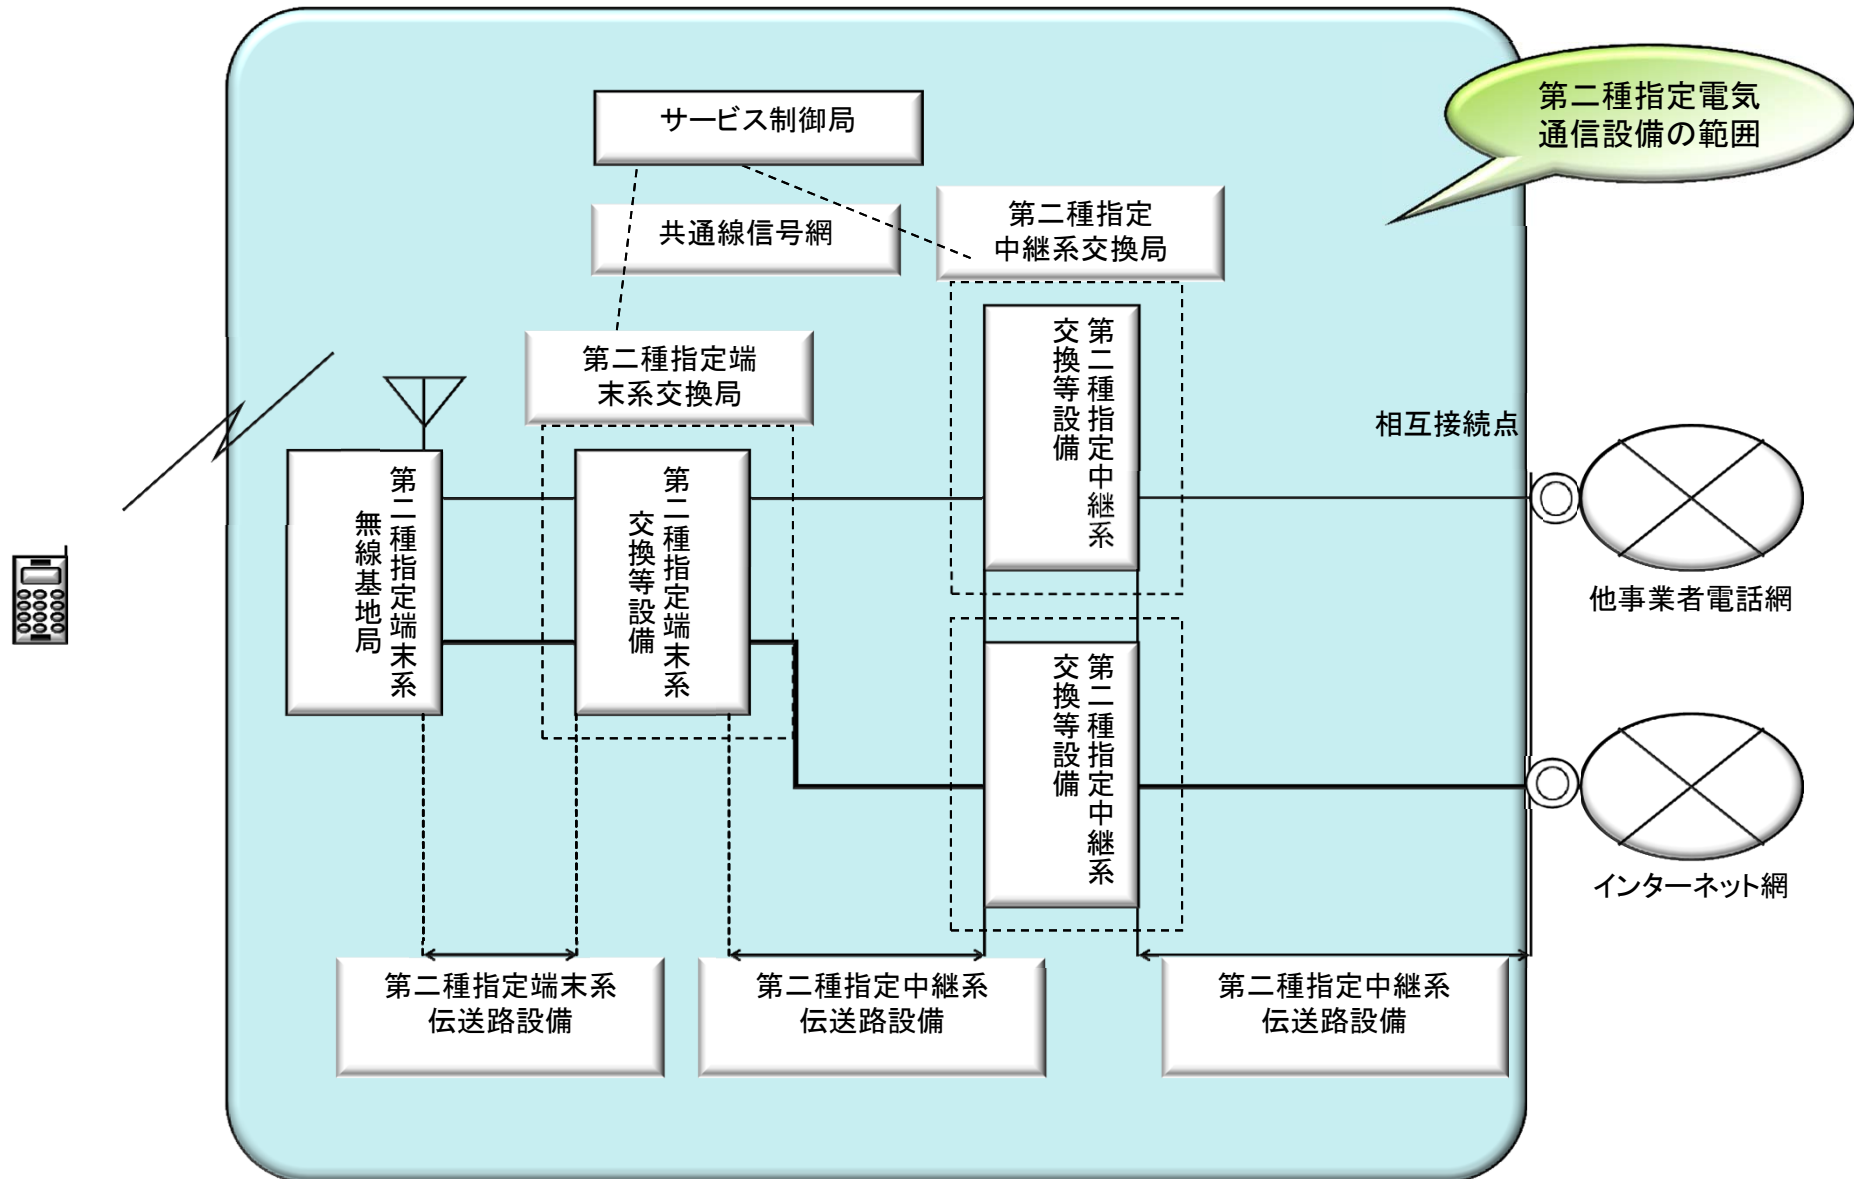 第二種指定電気
通信設備の範囲
サービス制御局
共通線信号網
第二種指定
中継系交換局
第二種指定端
末系交換局
第二種指定中継系
交換等設備
相互接続点
第二種指定端末系
無線基地局
第二種指定端末系
交換等設備
他事業者電話網
第二種指定中継系
交換等設備
インターネット網
第二種指定端末系
伝送路設備
第二種指定中継系
伝送路設備
第二種指定中継系
伝送路設備